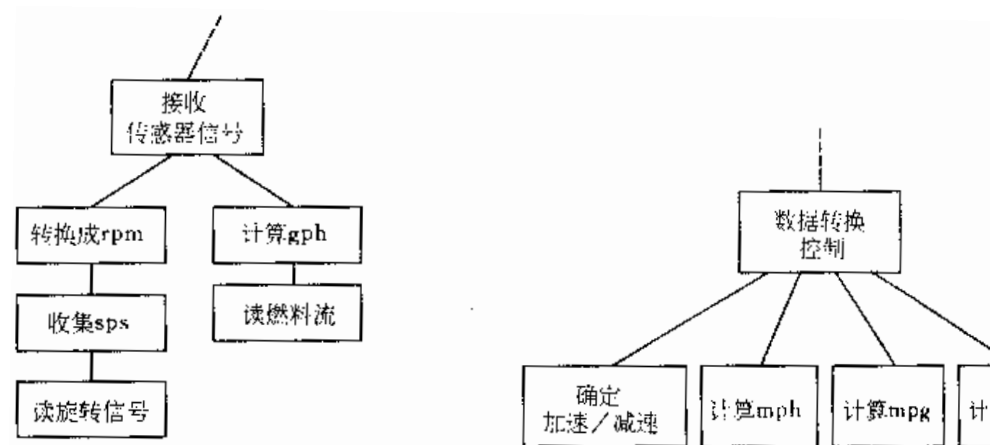 接收
传感器信号
转换成rpm
计算gph
收集sps
读燃料流
读旋转信号
数据转换
控制
确定
加速/减速
计算mph
计算mpg
计